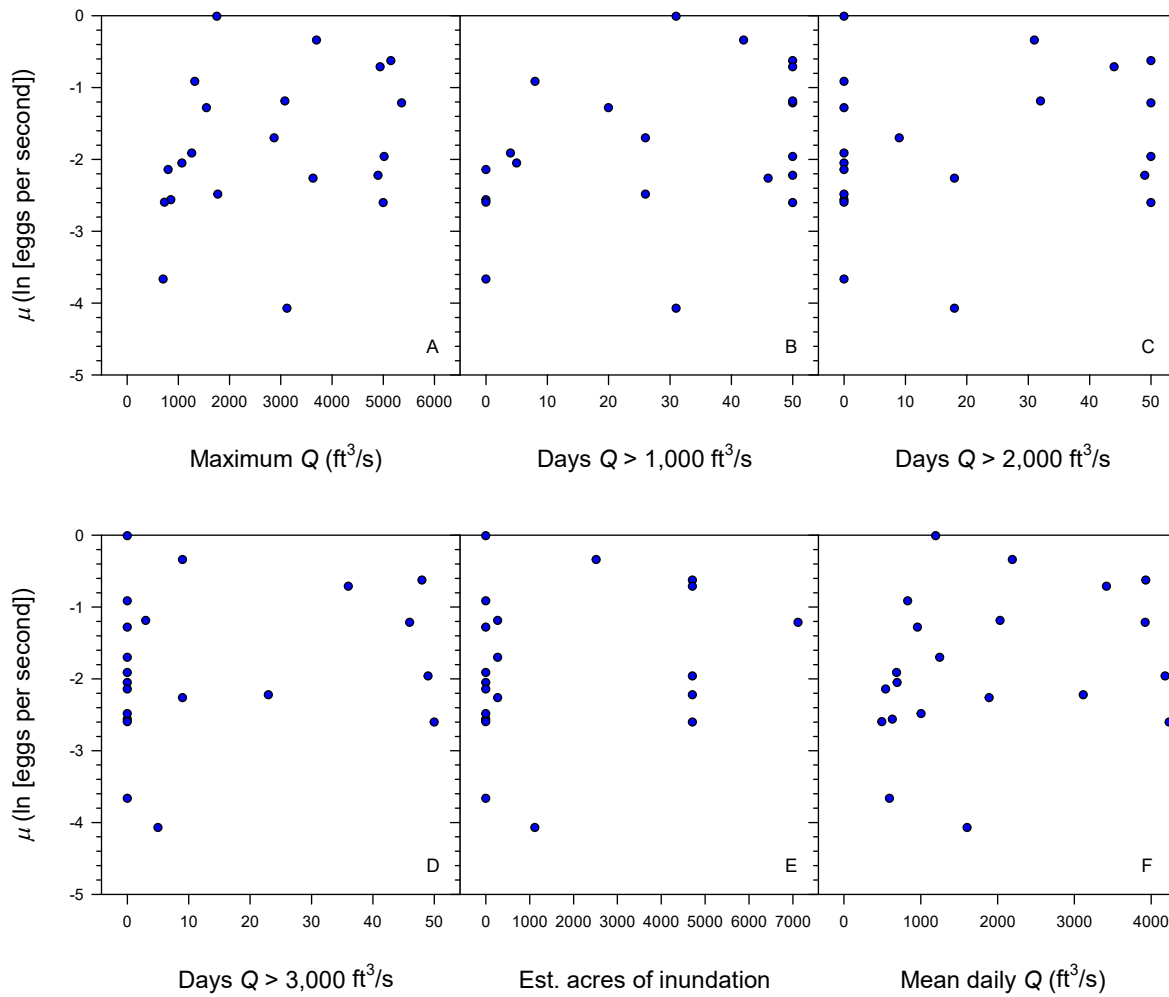 0
-1
-2
-3
-4
-5
μ (ln [eggs per second])
A
B
C
0 1000 2000 3000 4000 5000 6000
0 10 20 30 40 50
0 10 20 30 40 50
Maximum Q (ft³/s)
Days Q > 1,000 ft³/s
Days Q > 2,000 ft³/s
0
-1
-2
-3
-4
-5
μ (ln [eggs per second])
D
E
F
0 10 20 30 40 50
0 1000 2000 3000 4000 5000 6000 7000
0 1000 2000 3000 4000
Days Q > 3,000 ft³/s
Est. acres of inundation
Mean daily Q (ft³/s)